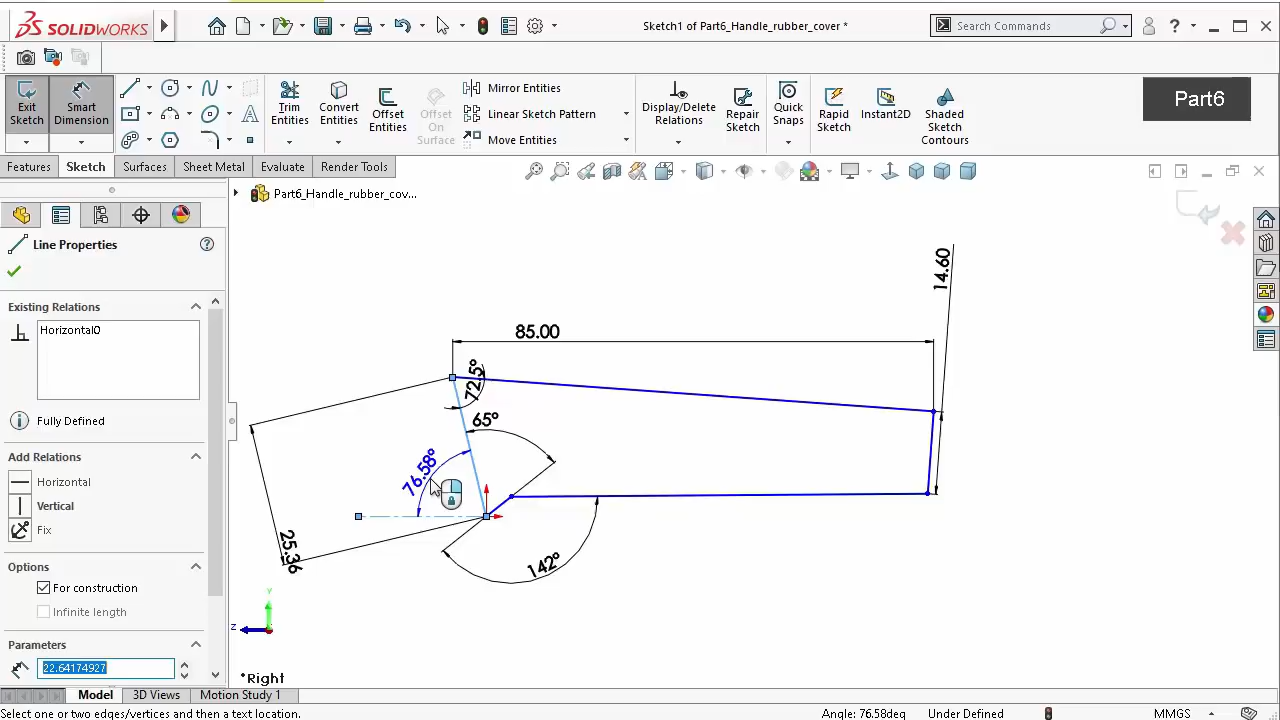 SOLIDWORKS
Sketch1 of Part6_Handle_rubber_cover *
Search Commands
?
Exit Sketch
Smart Dimension
Trim Entities
Convert Entities
Offset Entities
Offset On Surface
Mirror Entities
Linear Sketch Pattern
Move Entities
Display/Delete Relations
Repair Sketch
Quick Snaps
Rapid Sketch
Instant2D
Shaded Sketch Contours
Part6
Features
Sketch
Surfaces
Sheet Metal
Evaluate
Render Tools
Part6_Handle_rubber_cov...
Line Properties
?
Existing Relations
Horizontal0
Fully Defined
Add Relations
Horizontal
Vertical
Fix
Options
For construction
Infinite length
Parameters
22.64174927
14.60
85.00
72.5°
65°
76.58°
25.36
142°
Y
Z
*Right
Model
3D Views
Motion Study 1
Select one or two edges/vertices and then a text location.
Angle: 76.58deg
Under Defined
MMGS